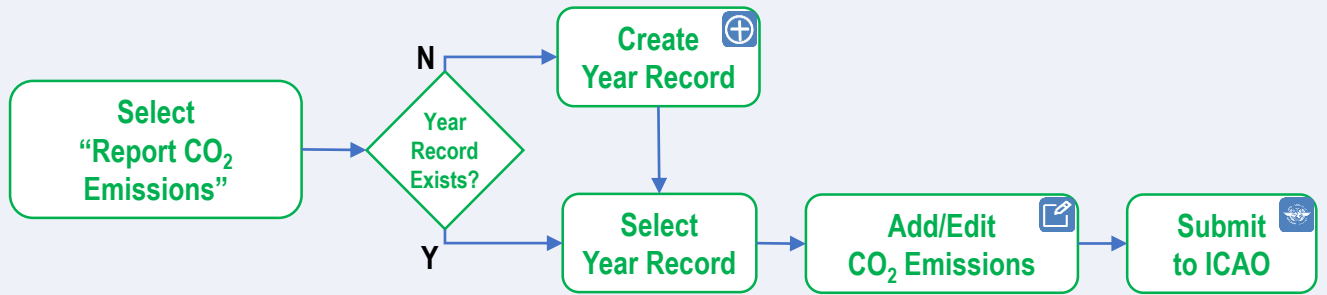 Select
“Report CO₂
Emissions”
N
Year
Record
Exists?
Y
Create
Year Record
Select
Year Record
Add/Edit
CO₂ Emissions
Submit
to ICAO